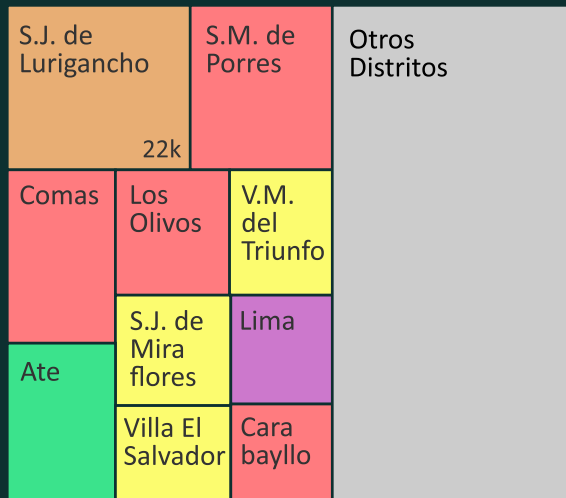 S.J. de
Lurigancho
22k
S.M. de
Porres
Otros
Distritos
Comas
Los
Olivos
V.M.
del
Triunfo
S.J. de
Mira
flores
Lima
Ate
Villa El
Salvador
Cara
bayllo